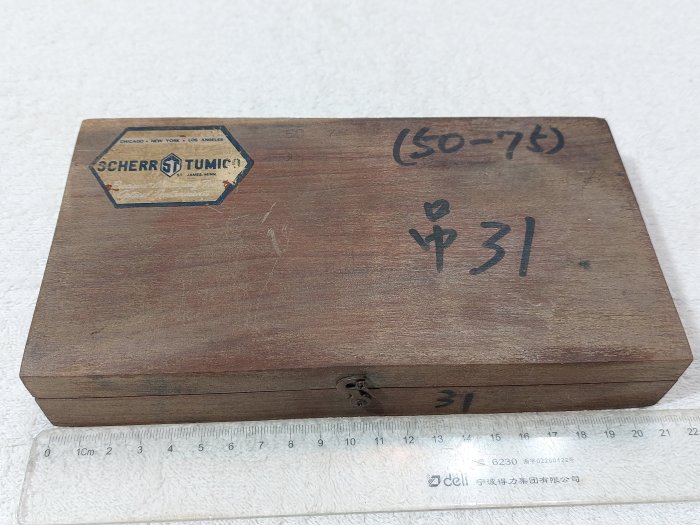 CHICAGO • NEW YORK • LOS ANGELES
SCHERR ST TUMICO
ST. JAMES, MINN.
(50-75)
吊31
31
0 1Cm 2 3 4 5 6 7 8 9 10 11 12 13 14 15 16 17 18 19 20 21 22
6230
deli 宁波得力集团有限公司